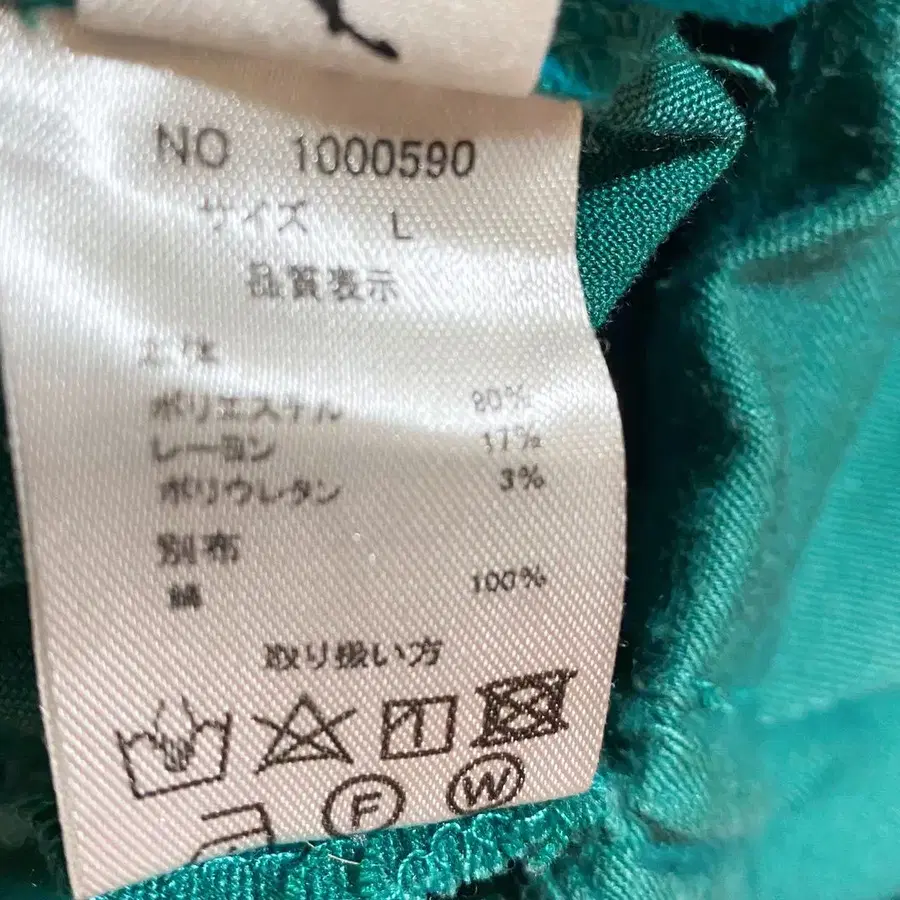 NO 1000590
サイズ L
品質表示
ポリエステル 80%
レーヨン 17%
ポリウレタン 3%
別布
綿 100%
取り扱い方
F W